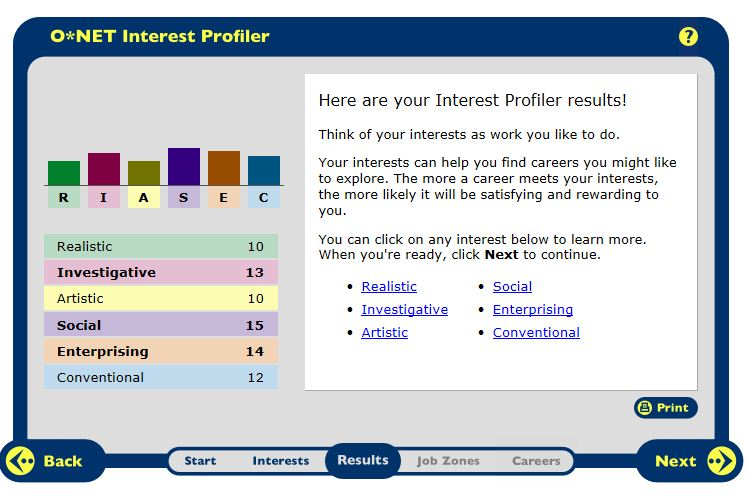 O*NET Interest Profiler
?
R I A S E C
Realistic 10
Investigative 13
Artistic 10
Social 15
Enterprising 14
Conventional 12
Here are your Interest Profiler results!
Think of your interests as work you like to do.
Your interests can help you find careers you might like
to explore. The more a career meets your interests,
the more likely it will be satisfying and rewarding to
you.
You can click on any interest below to learn more.
When you're ready, click Next to continue.
• Realistic • Social
• Investigative • Enterprising
• Artistic • Conventional
Print
Back Start Interests Results Job Zones Careers Next